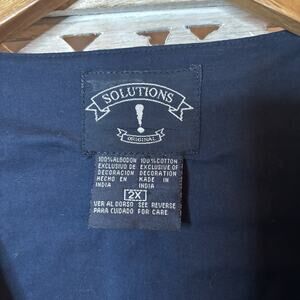 SOLUTIONS
!
ORIGINAL
100% ALGODON 100% COTTON
EXCLUSIVO DE EXCLUSIVE OF
DECORACION DECORATION
HECHO EN MADE IN
INDIA INDIA
2X
VER AL DORSO SEE REVERSE
PARA CUIDADO FOR CARE